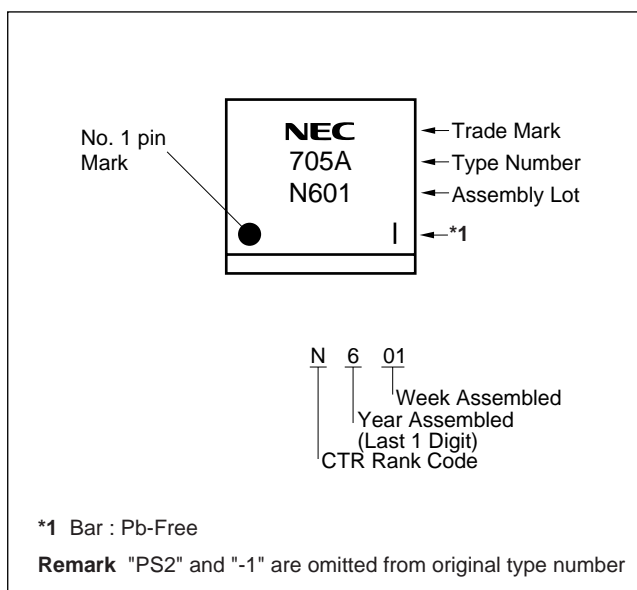 No. 1 pin
Mark
NEC
705A
N601
Trade Mark
Type Number
Assembly Lot
*1
N 6 01
Week Assembled
Year Assembled
(Last 1 Digit)
CTR Rank Code
*1 Bar : Pb-Free
Remark "PS2" and "-1" are omitted from original type number